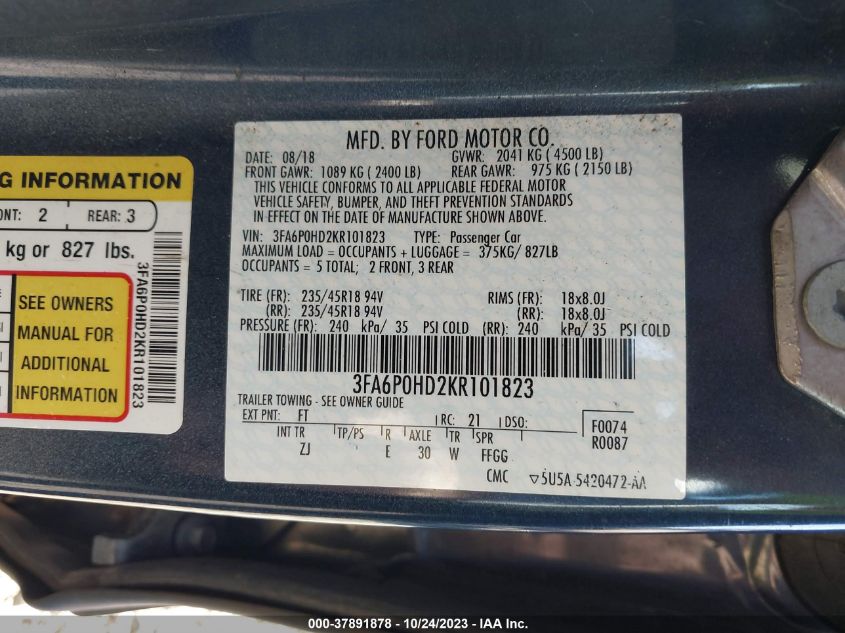 MFD. BY FORD MOTOR CO.
DATE: 08/18 GVWR: 2041 KG ( 4500 LB)
FRONT GAWR: 1089 KG ( 2400 LB) REAR GAWR: 975 KG ( 2150 LB)
THIS VEHICLE CONFORMS TO ALL APPLICABLE FEDERAL MOTOR
VEHICLE SAFETY, BUMPER, AND THEFT PREVENTION STANDARDS
IN EFFECT ON THE DATE OF MANUFACTURE SHOWN ABOVE.
VIN: 3FA6P0HD2KR101823 TYPE: Passenger Car
MAXIMUM LOAD = OCCUPANTS + LUGGAGE = 375KG/ 827LB
OCCUPANTS = 5 TOTAL; 2 FRONT, 3 REAR
TIRE (FR): 235/45R18 94V RIMS (FR): 18x8.0J
(RR): 235/45R18 94V (RR): 18x8.0J
PRESSURE (FR): 240 kPa/ 35 PSI COLD (RR): 240 kPa/ 35 PSI COLD
3FA6P0HD2KR101823
TRAILER TOWING - SEE OWNER GUIDE
EXT PNT: FT RC: 21 DSO:
F0074
R0087
INT TR TP/PS R AXLE TR SPR
ZJ E 30 W FFGG
CMC ▽5U5A-5420472-AA
G INFORMATION
ONT: 2 REAR: 3
kg or 827 lbs.
SEE OWNERS
MANUAL FOR
ADDITIONAL
INFORMATION
3FA6P0HD2KR101823
000-37891878 - 10/24/2023 - IAA Inc.